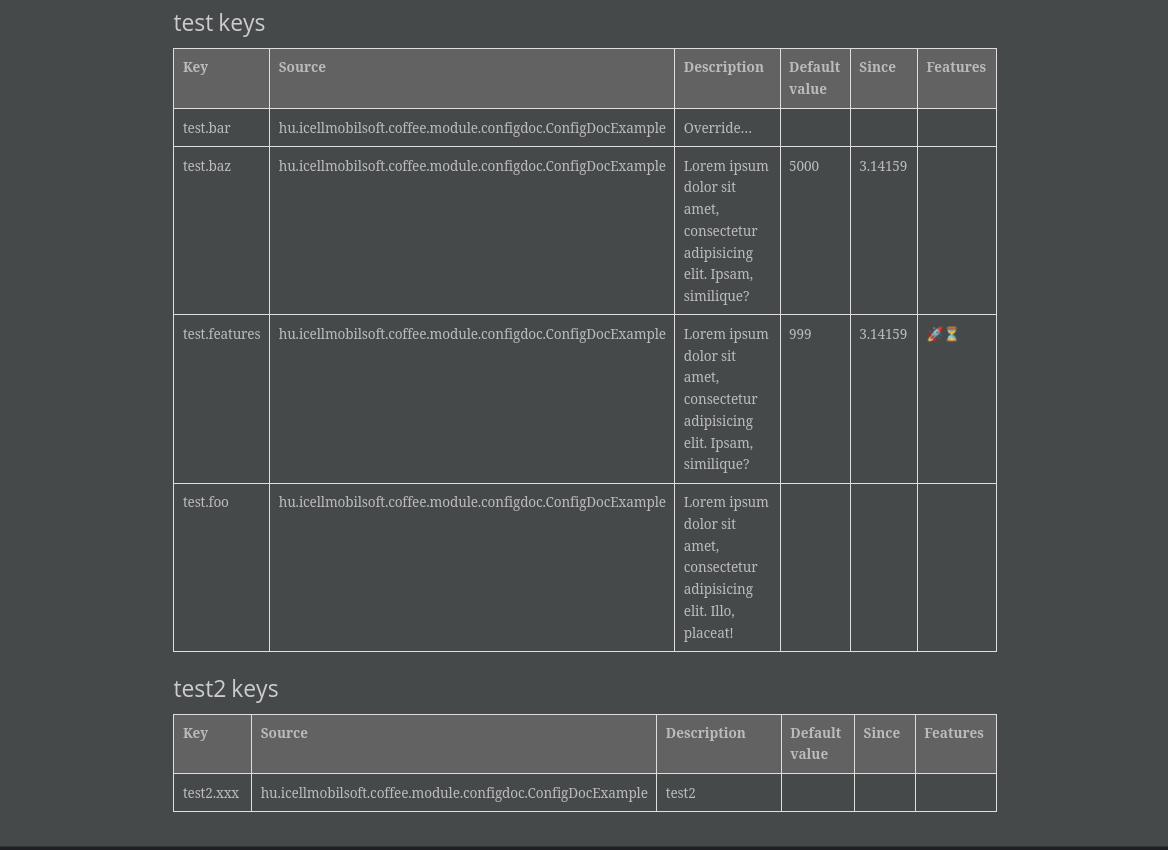 test keys
Key Source Description Default value Since Features
test.bar hu.icellmobilsoft.coffee.module.configdoc.ConfigDocExample Override...
test.baz hu.icellmobilsoft.coffee.module.configdoc.ConfigDocExample Lorem ipsum 5000 3.14159
dolor sit
amet,
consectetur
adipisicing
elit. Ipsam,
similique?
test.features hu.icellmobilsoft.coffee.module.configdoc.ConfigDocExample Lorem ipsum 999 3.14159 🚀⏳
dolor sit
amet,
consectetur
adipisicing
elit. Ipsam,
similique?
test.foo hu.icellmobilsoft.coffee.module.configdoc.ConfigDocExample Lorem ipsum
dolor sit
amet,
consectetur
adipisicing
elit. Illo,
placeat!
test2 keys
Key Source Description Default value Since Features
test2.xxx hu.icellmobilsoft.coffee.module.configdoc.ConfigDocExample test2